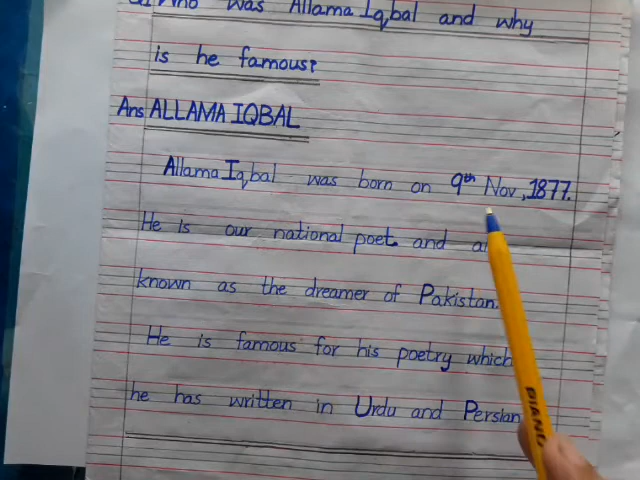 Who was Allama Iqbal and why
is he famous?
Ans ALLAMA IQBAL
Allama Iqbal was born on 9th Nov, 1877.
He is our national poet and
known as the dreamer of Pakistan.
He is famous for his poetry which
he has written in Urdu and Persian
PIANO